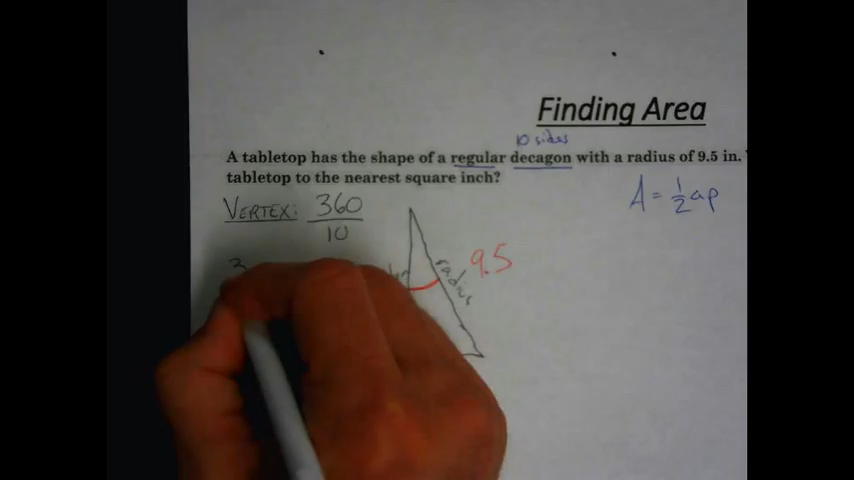 Finding Area
10 sides
A tabletop has the shape of a regular decagon with a radius of 9.5 in.
tabletop to the nearest square inch?
A = 1/2 ap
VERTEX: 360
10
radius 9.5
3